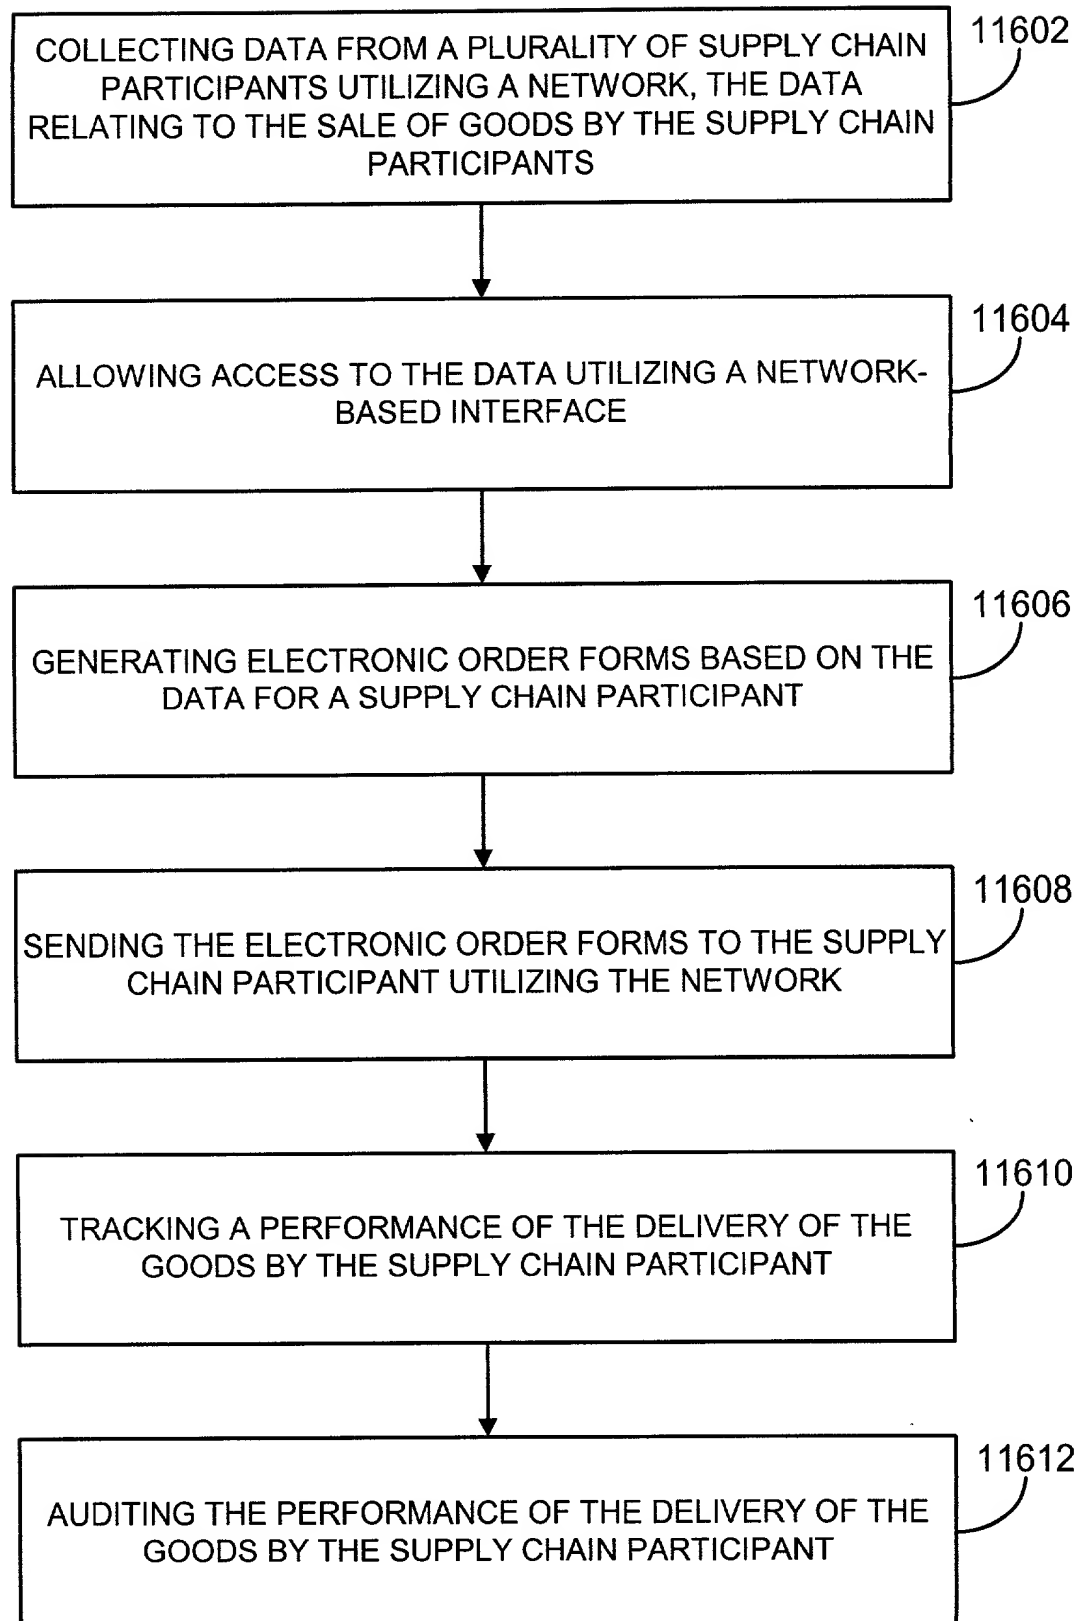 COLLECTING DATA FROM A PLURALITY OF SUPPLY CHAIN
PARTICIPANTS UTILIZING A NETWORK, THE DATA
RELATING TO THE SALE OF GOODS BY THE SUPPLY CHAIN
PARTICIPANTS
11602
ALLOWING ACCESS TO THE DATA UTILIZING A NETWORK-
BASED INTERFACE
11604
GENERATING ELECTRONIC ORDER FORMS BASED ON THE
DATA FOR A SUPPLY CHAIN PARTICIPANT
11606
SENDING THE ELECTRONIC ORDER FORMS TO THE SUPPLY
CHAIN PARTICIPANT UTILIZING THE NETWORK
11608
TRACKING A PERFORMANCE OF THE DELIVERY OF THE
GOODS BY THE SUPPLY CHAIN PARTICIPANT
11610
AUDITING THE PERFORMANCE OF THE DELIVERY OF THE
GOODS BY THE SUPPLY CHAIN PARTICIPANT
11612